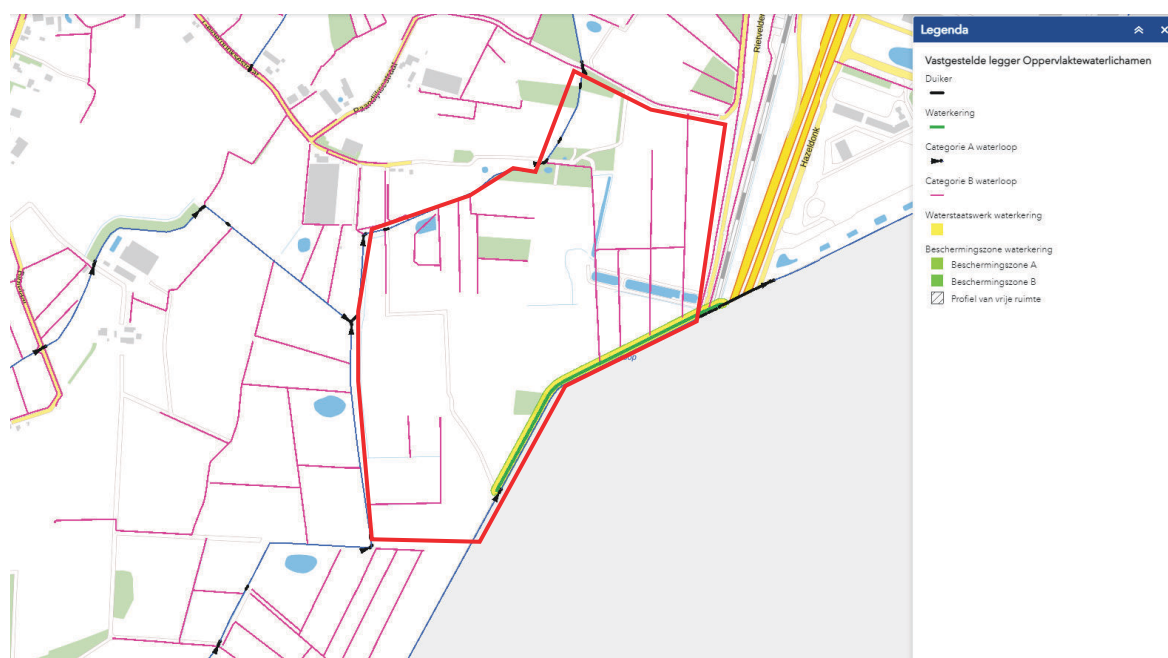 Legenda
Vastgestelde legger Oppervlaktewaterlichamen
Duiker
Waterkering
Categorie A waterloop
Categorie B waterloop
Waterstaatswerk waterkering
Beschermingszone waterkering
Beschermingszone A
Beschermingszone B
Profiel van vrije ruimte
Paandijksestraat
Hazeldonk